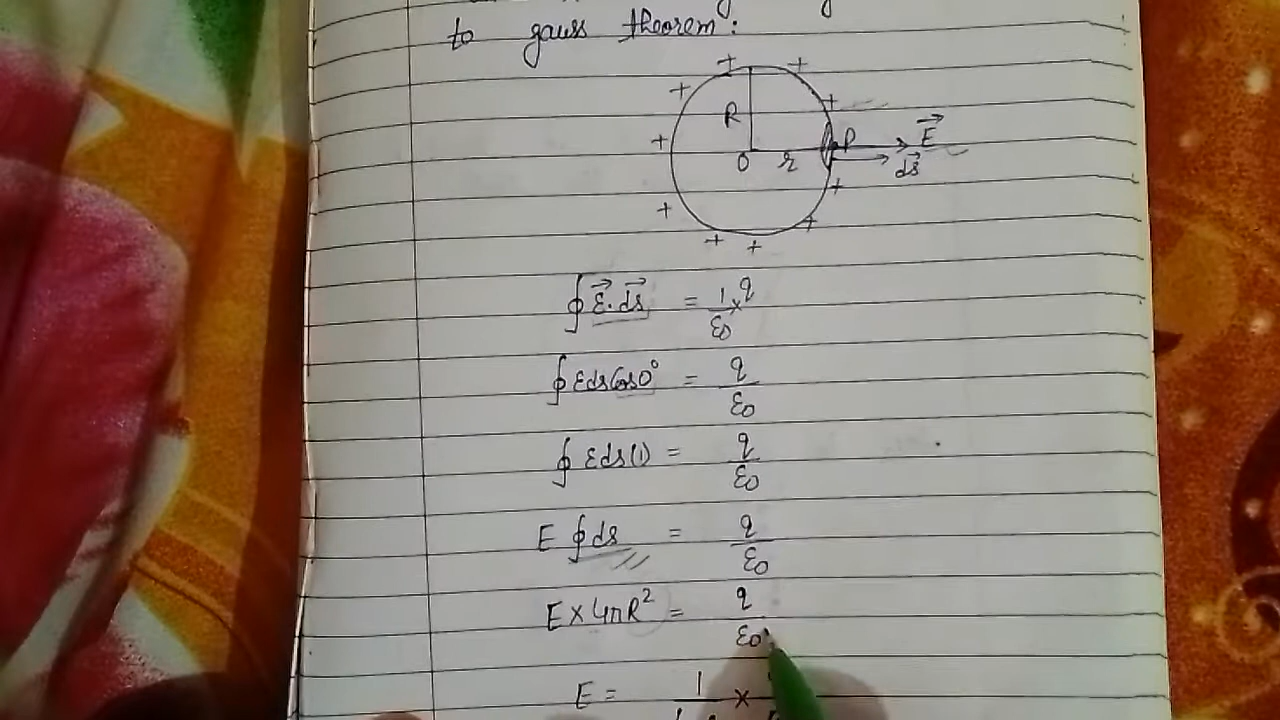 to gauss theorem:
+ + + + + + + + + + +
R
O r P E⃗
ds⃗
∮ E⃗·ds⃗ = 1/ε0 × q
∮ Eds Cos0° = q/ε0
∮ Eds(1) = q/ε0
E ∮ds = q/ε0
E × 4πR² = q/ε0
E = 1 ×